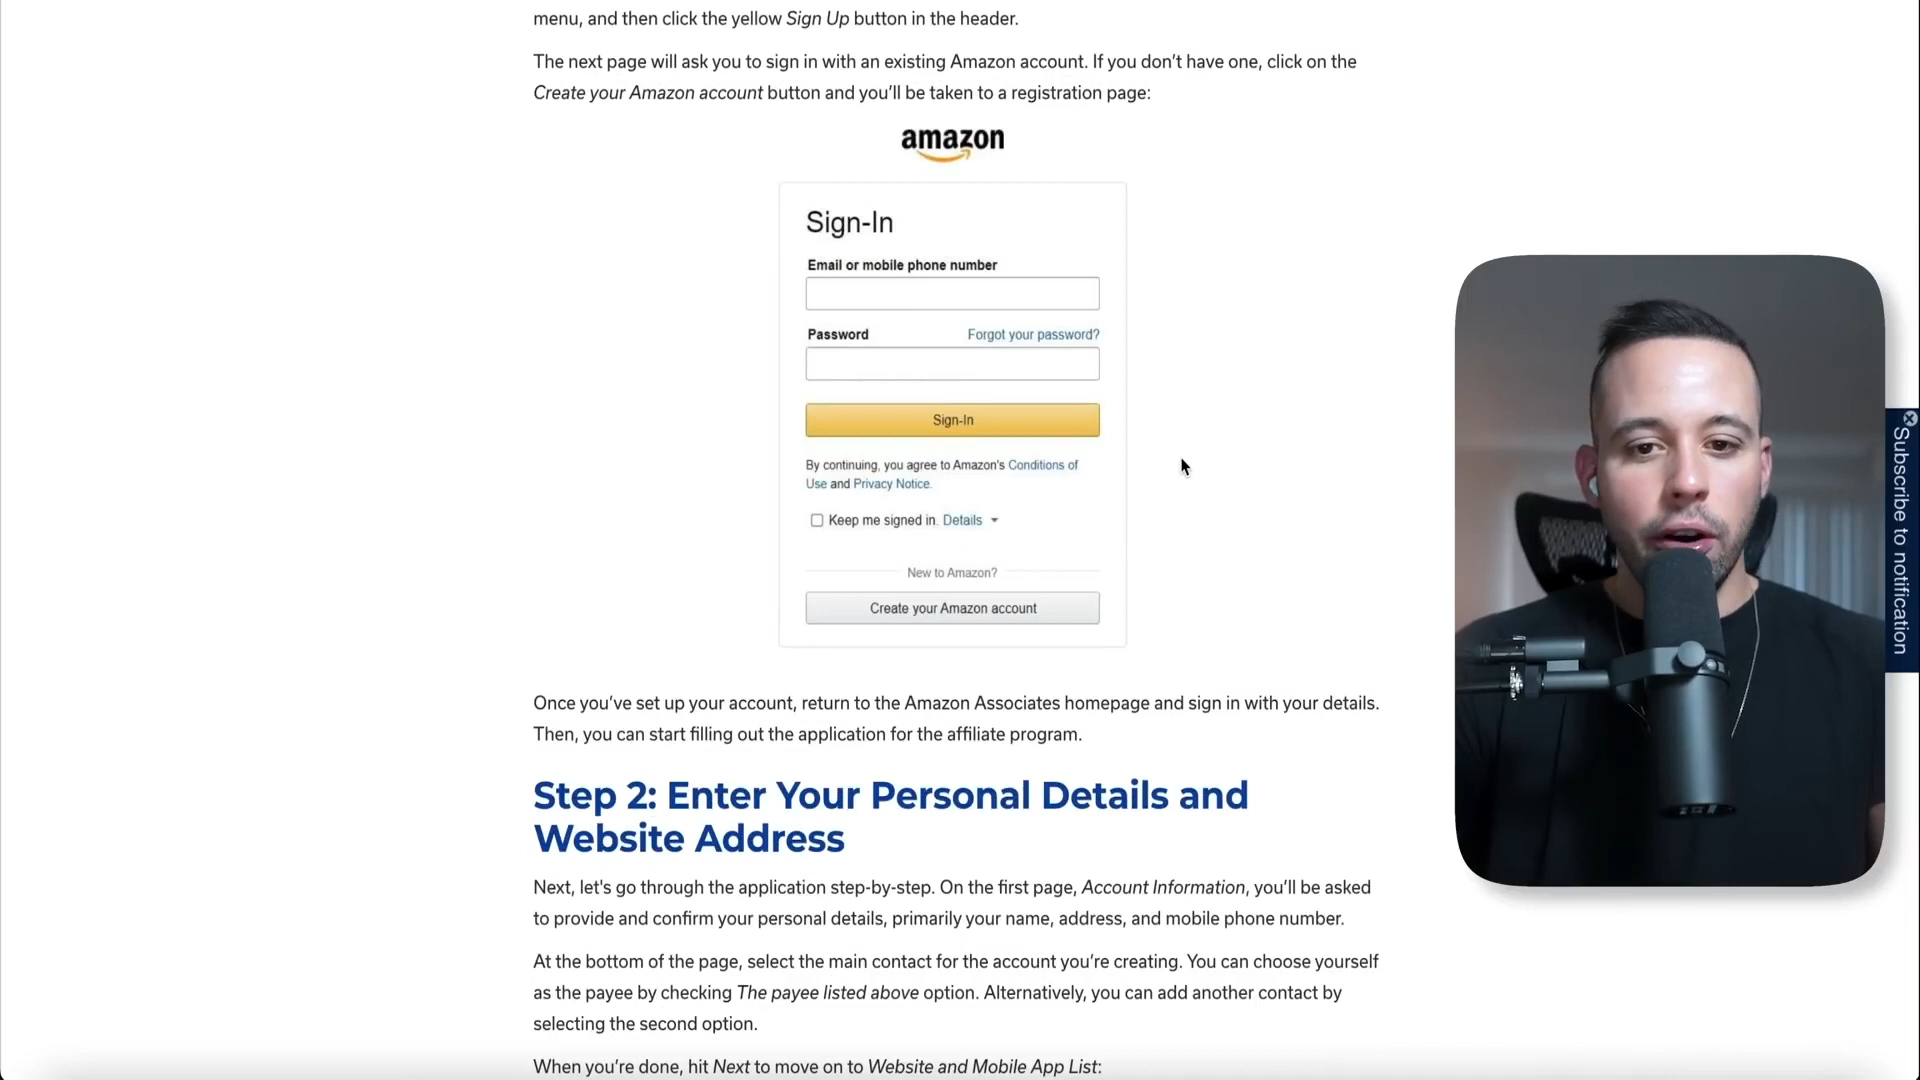 menu, and then click the yellow Sign Up button in the header.
The next page will ask you to sign in with an existing Amazon account. If you don’t have one, click on the
Create your Amazon account button and you’ll be taken to a registration page:
amazon
Sign-In
Email or mobile phone number
Password Forgot your password?
Sign-In
By continuing, you agree to Amazon's Conditions of
Use and Privacy Notice.
Keep me signed in. Details
New to Amazon?
Create your Amazon account
Once you’ve set up your account, return to the Amazon Associates homepage and sign in with your details.
Then, you can start filling out the application for the affiliate program.
Step 2: Enter Your Personal Details and
Website Address
Next, let's go through the application step-by-step. On the first page, Account Information, you’ll be asked
to provide and confirm your personal details, primarily your name, address, and mobile phone number.
At the bottom of the page, select the main contact for the account you’re creating. You can choose yourself
as the payee by checking The payee listed above option. Alternatively, you can add another contact by
selecting the second option.
When you’re done, hit Next to move on to Website and Mobile App List:
Subscribe to notification